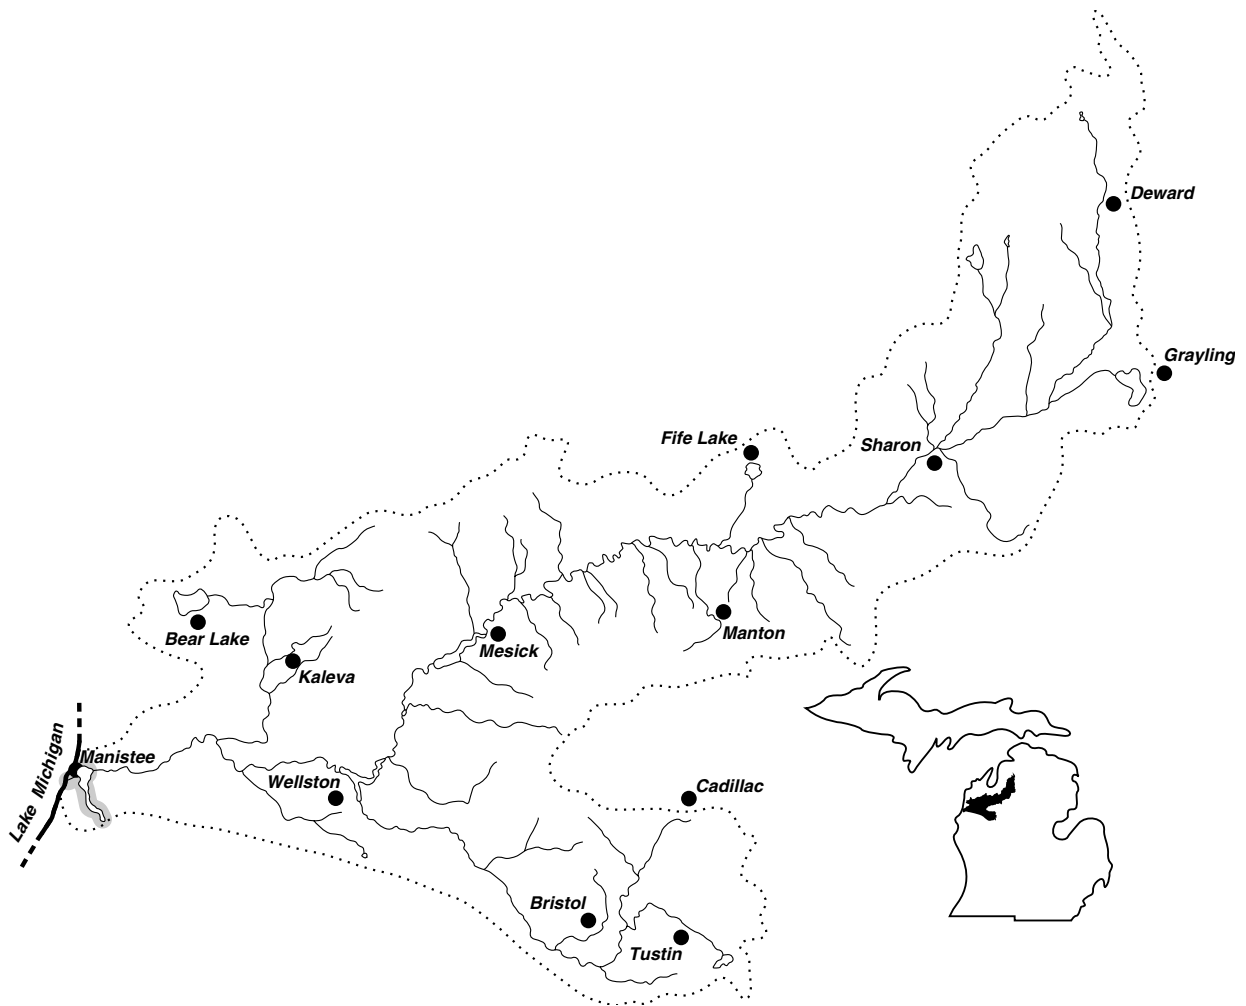 Deward
Grayling
Fife Lake
Sharon
Bear Lake
Kaleva
Mesick
Manton
Lake Michigan
Manistee
Wellston
Cadillac
Bristol
Tustin